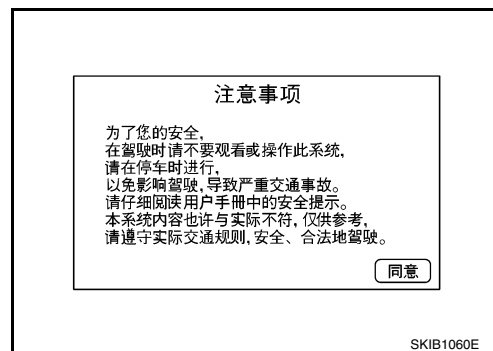 注意事项
为了您的安全,
在驾驶时请不要观看或操作此系统,
请在停车时进行,
以免影响驾驶,导致严重交通事故。
请仔细阅读用户手册中的安全提示。
本系统内容也许与实际不符,仅供参考,
请遵守实际交通规则,安全、合法地驾驶。
同意
SKIB1060E